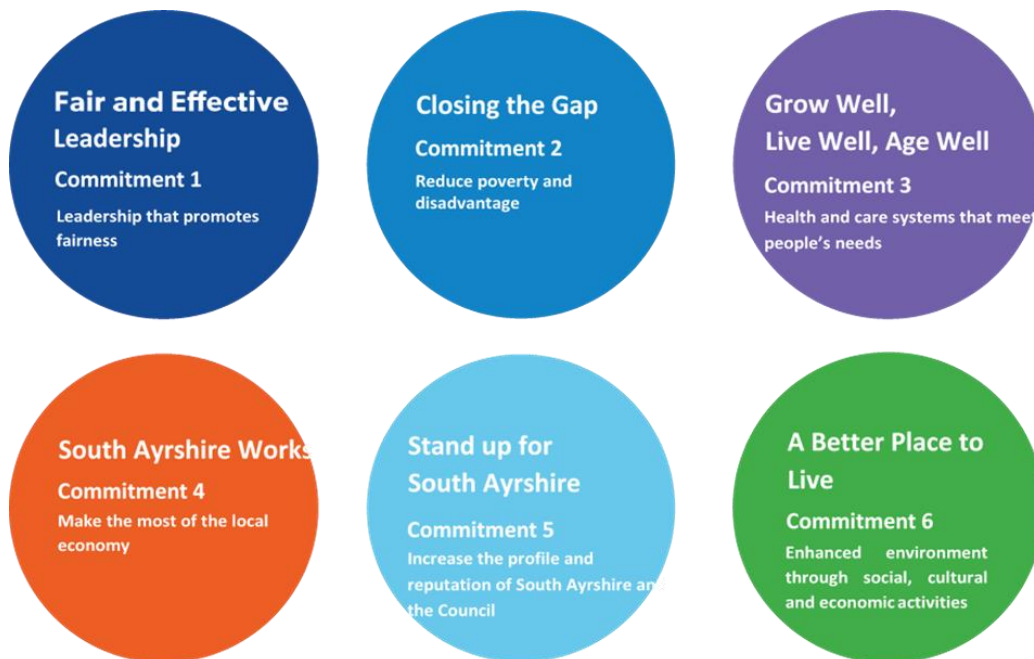 Fair and Effective
Leadership
Commitment 1
Leadership that promotes
fairness
Closing the Gap
Commitment 2
Reduce poverty and
disadvantage
Grow Well,
Live Well, Age Well
Commitment 3
Health and care systems that meet
people's needs
South Ayrshire Works
Commitment 4
Make the most of the local
economy
Stand up for
South Ayrshire
Commitment 5
Increase the profile and
reputation of South Ayrshire and
the Council
A Better Place to
Live
Commitment 6
Enhanced environment
through social, cultural
and economic activities